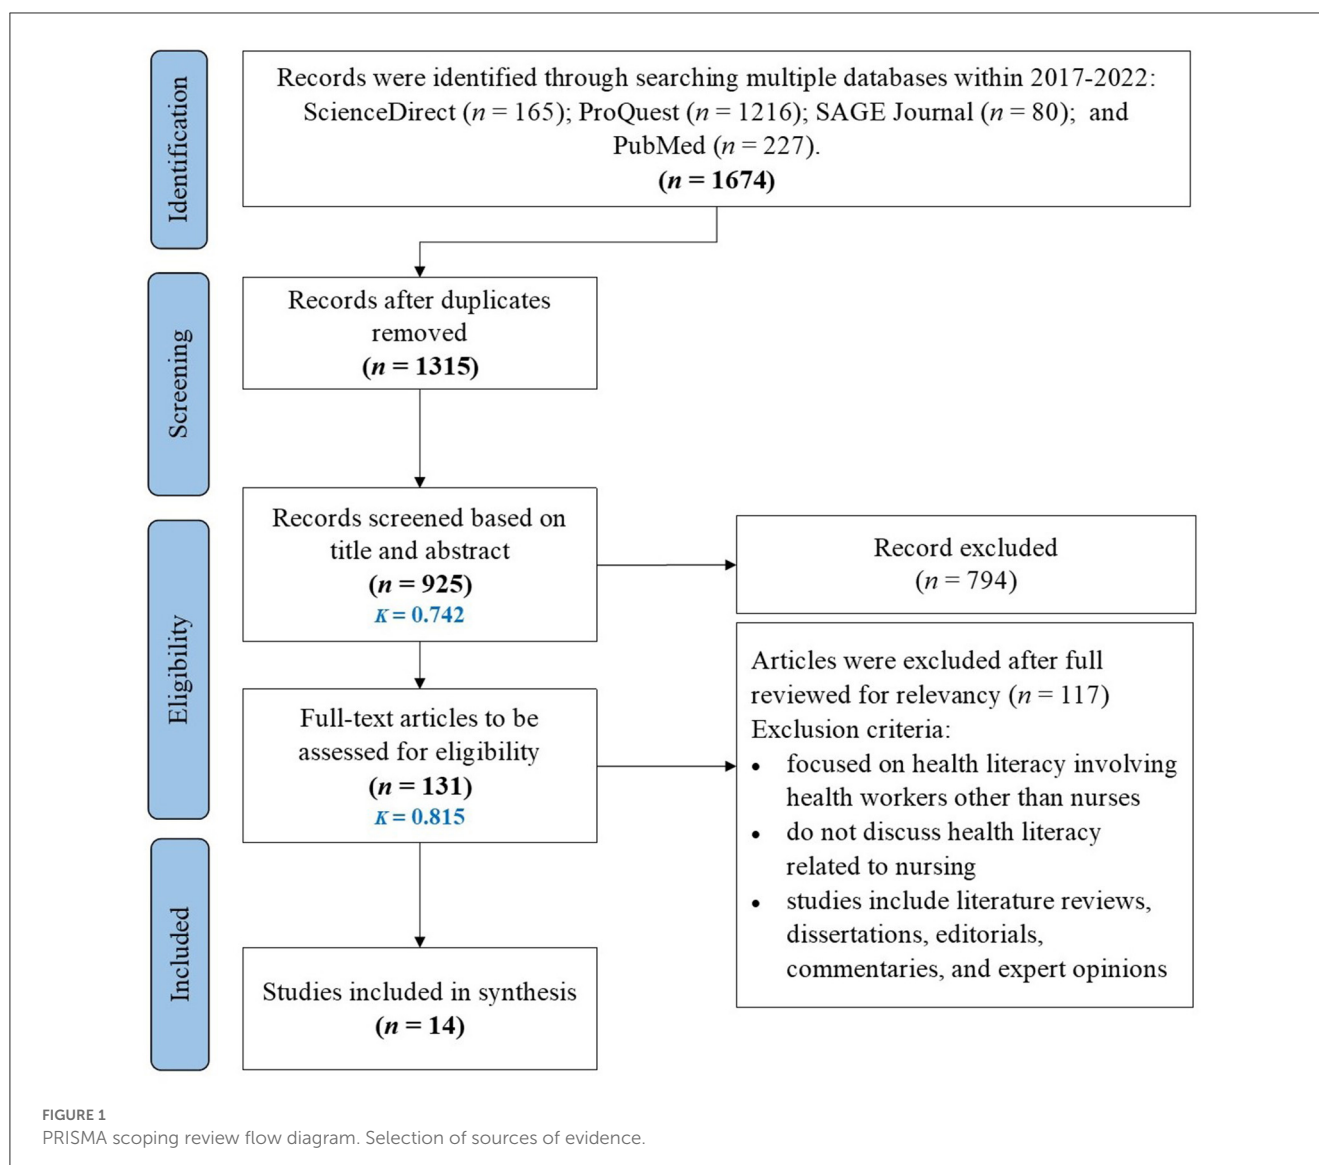 Identification
Records were identified through searching multiple databases within 2017-2022:
ScienceDirect (n = 165); ProQuest (n = 1216); SAGE Journal (n = 80); and
PubMed (n = 227).
(n = 1674)
Screening
Records after duplicates
removed
(n = 1315)
Eligibility
Records screened based on
title and abstract
(n = 925)
K = 0.742
Record excluded
(n = 794)
Full-text articles to be
assessed for eligibility
(n = 131)
K = 0.815
Articles were excluded after full
reviewed for relevancy (n = 117)
Exclusion criteria:
• focused on health literacy involving
health workers other than nurses
• do not discuss health literacy
related to nursing
• studies include literature reviews,
dissertations, editorials,
commentaries, and expert opinions
Included
Studies included in synthesis
(n = 14)
FIGURE 1
PRISMA scoping review flow diagram. Selection of sources of evidence.